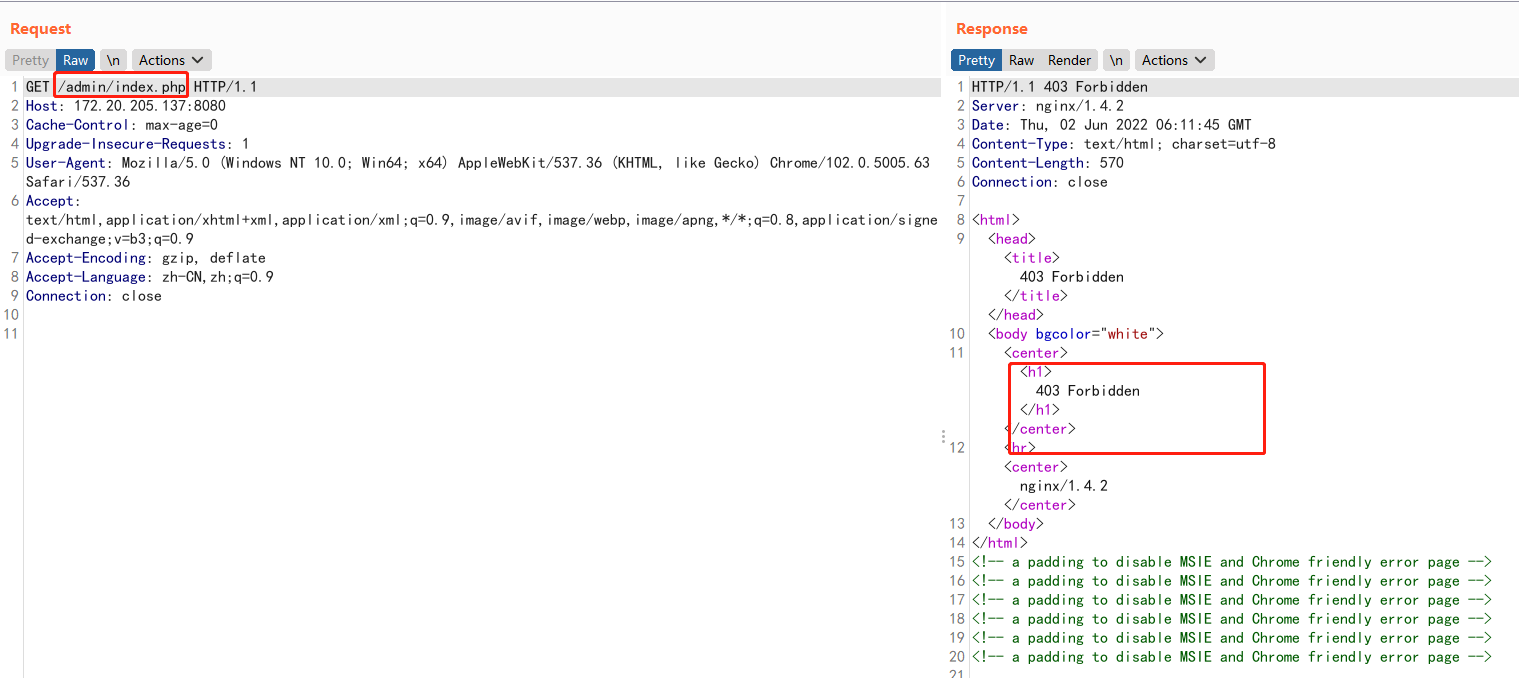 Request
Pretty Raw \n Actions
1 GET /admin/index.php HTTP/1.1
2 Host: 172.20.205.137:8080
3 Cache-Control: max-age=0
4 Upgrade-Insecure-Requests: 1
5 User-Agent: Mozilla/5.0 (Windows NT 10.0; Win64; x64) AppleWebKit/537.36 (KHTML, like Gecko) Chrome/102.0.5005.63
Safari/537.36
6 Accept:
text/html,application/xhtml+xml,application/xml;q=0.9,image/avif,image/webp,image/apng,*/*;q=0.8,application/signe
d-exchange;v=b3;q=0.9
7 Accept-Encoding: gzip, deflate
8 Accept-Language: zh-CN,zh;q=0.9
9 Connection: close
10
11
Response
Pretty Raw Render \n Actions
1 HTTP/1.1 403 Forbidden
2 Server: nginx/1.4.2
3 Date: Thu, 02 Jun 2022 06:11:45 GMT
4 Content-Type: text/html; charset=utf-8
5 Content-Length: 570
6 Connection: close
7
8 <html>
9 <head>
<title>
403 Forbidden
</title>
</head>
10 <body bgcolor="white">
11 <center>
<h1>
403 Forbidden
</h1>
</center>
12 <hr>
<center>
nginx/1.4.2
</center>
13 </body>
14 </html>
15 <!-- a padding to disable MSIE and Chrome friendly error page -->
16 <!-- a padding to disable MSIE and Chrome friendly error page -->
17 <!-- a padding to disable MSIE and Chrome friendly error page -->
18 <!-- a padding to disable MSIE and Chrome friendly error page -->
19 <!-- a padding to disable MSIE and Chrome friendly error page -->
20 <!-- a padding to disable MSIE and Chrome friendly error page -->
21